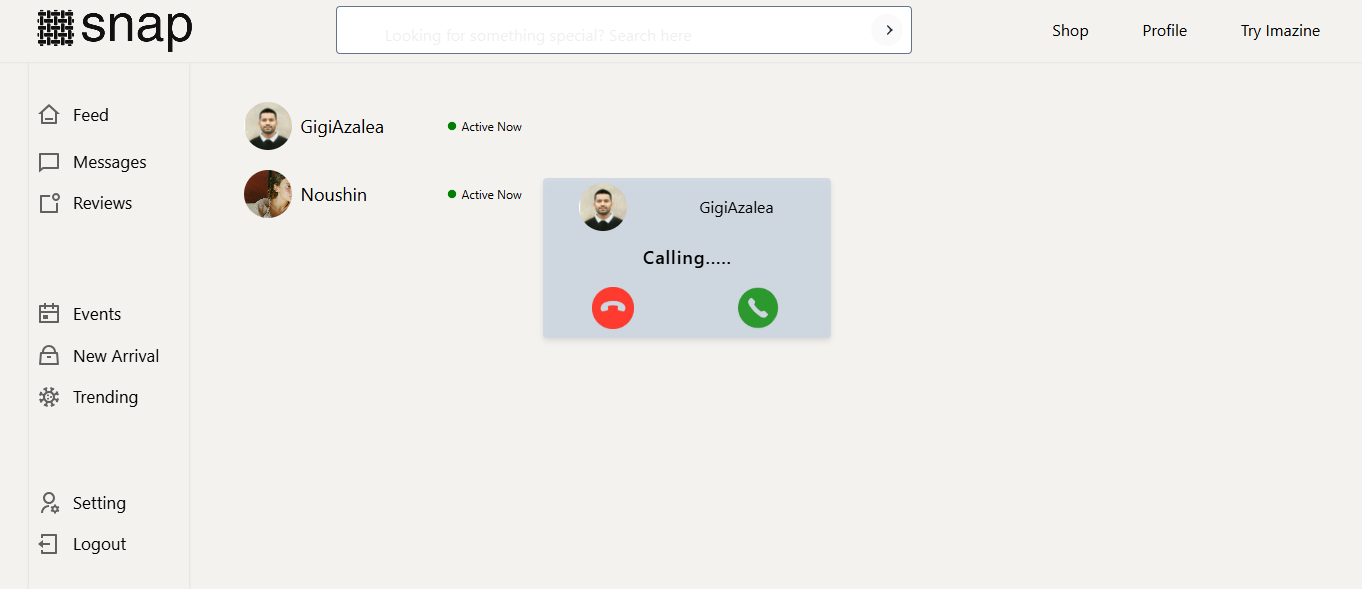 snap
Looking for something special? Search here
Shop
Profile
Try Imazine
Feed
Messages
Reviews
Events
New Arrival
Trending
Setting
Logout
GigiAzalea
Active Now
Noushin
Active Now
GigiAzalea
Calling.....